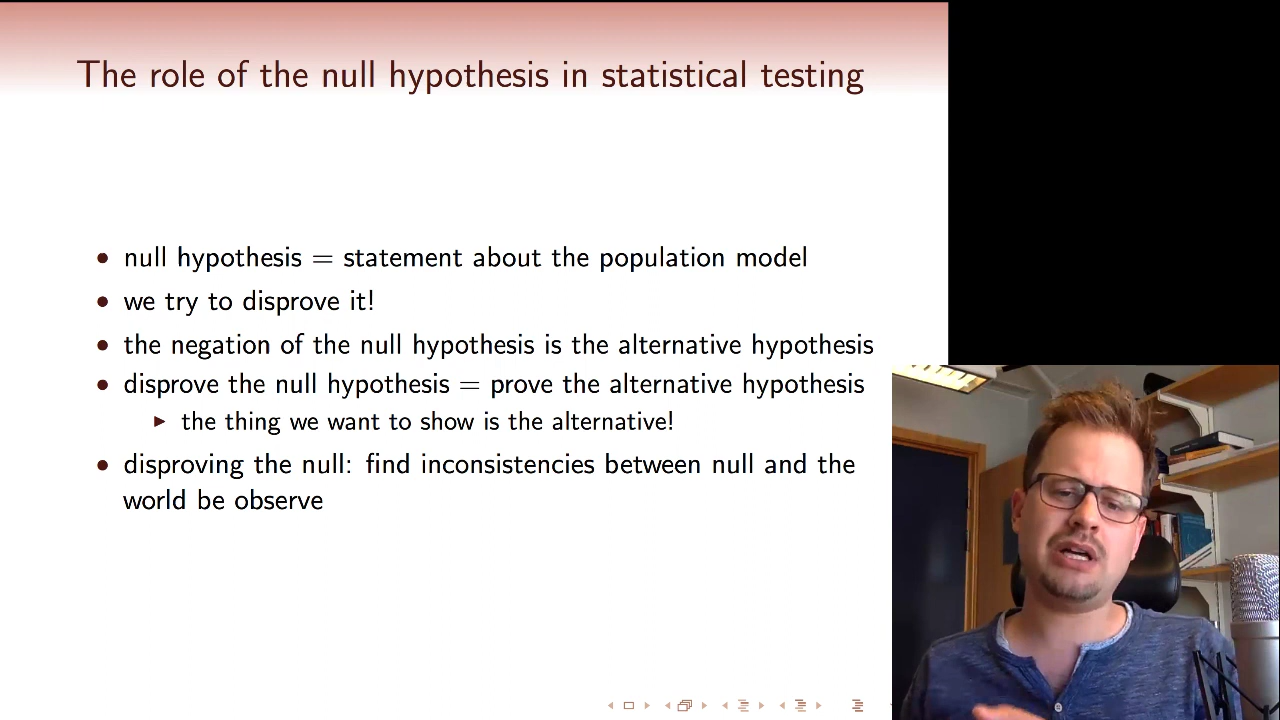 The role of the null hypothesis in statistical testing
null hypothesis = statement about the population model
we try to disprove it!
the negation of the null hypothesis is the alternative hypothesis
disprove the null hypothesis = prove the alternative hypothesis
the thing we want to show is the alternative!
disproving the null: find inconsistencies between null and the
world be observe